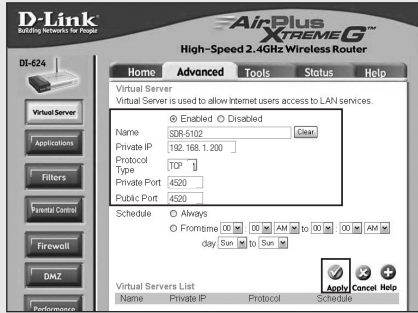 D-Link
Building Networks for People
AirPlus
XTREME G™
High-Speed 2.4GHz Wireless Router
DI-624
Home Advanced Tools Status Help
Virtual Server
Virtual Server is used to allow Internet users access to LAN services.
Enabled Disabled
Name SDR-5102 Clear
Private IP 192.168.1.200
Protocol
Type TCP
Private Port 4520
Public Port 4520
Schedule Always
From time 00 : 00 AM to 00 : 00 AM
day Sun to Sun
Apply Cancel Help
Virtual Servers List
Name Private IP Protocol Schedule
Virtual Server
Applications
Filters
Parental Control
Firewall
DMZ
Performance